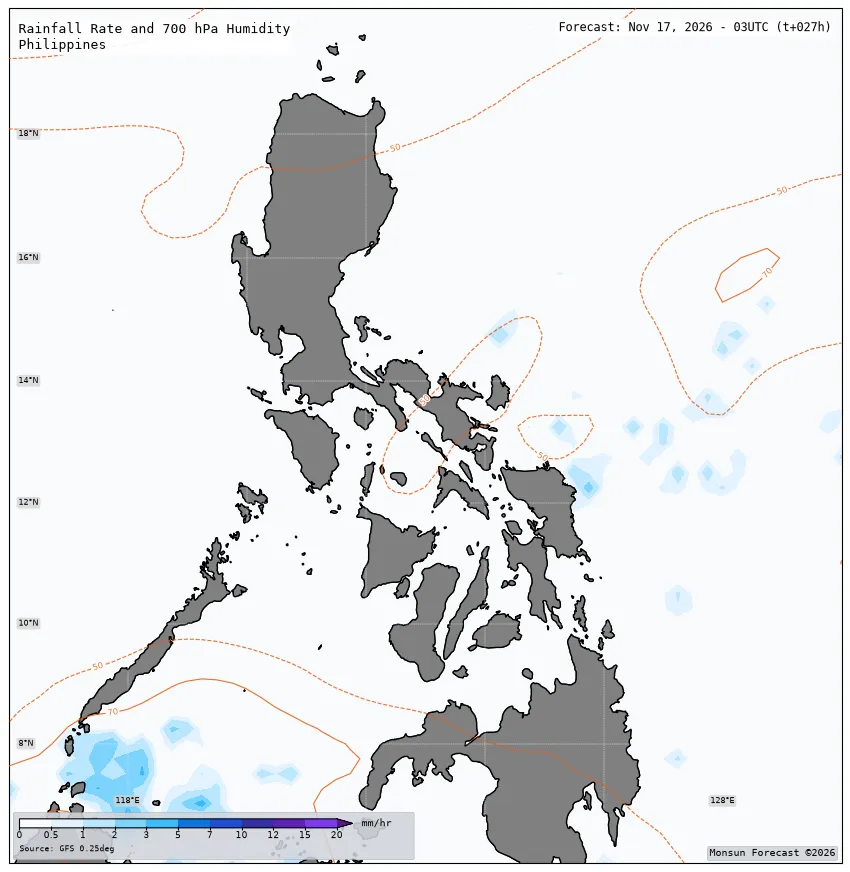 Rainfall Rate and 700 hPa Humidity
Philippines
Forecast: Nov 17, 2026 - 03UTC (t+027h)
18°N
50
50
16°N
70
14°N
50
50
12°N
10°N
50
70
8°N
118°E
128°E
0 0.5 1 2 3 5 7 10 12 15 20 mm/hr
Source: GFS 0.25deg
Monsun Forecast ©2026